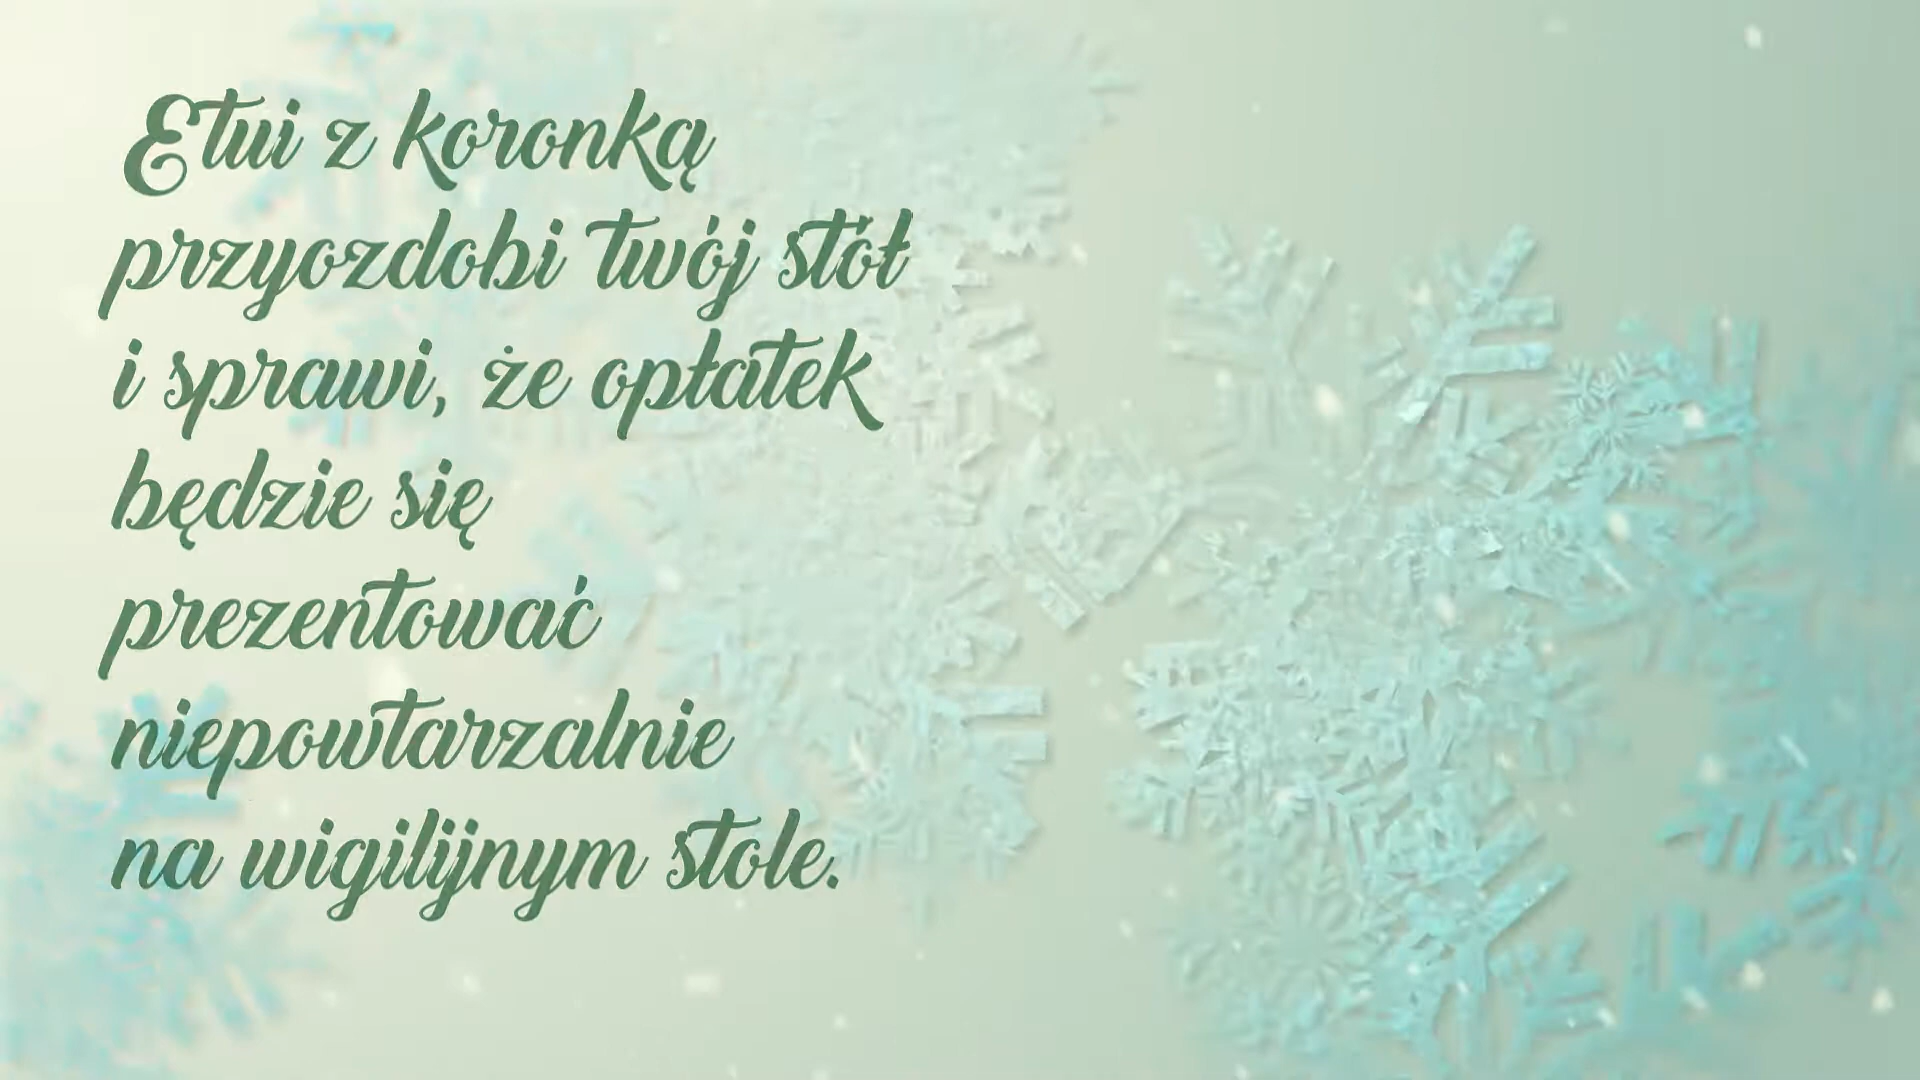 Etui z koronką
przyozdobi twój stół
i sprawi, że opłatek
będzie się
prezentować
niepowtarzalnie
na wigilijnym stole.